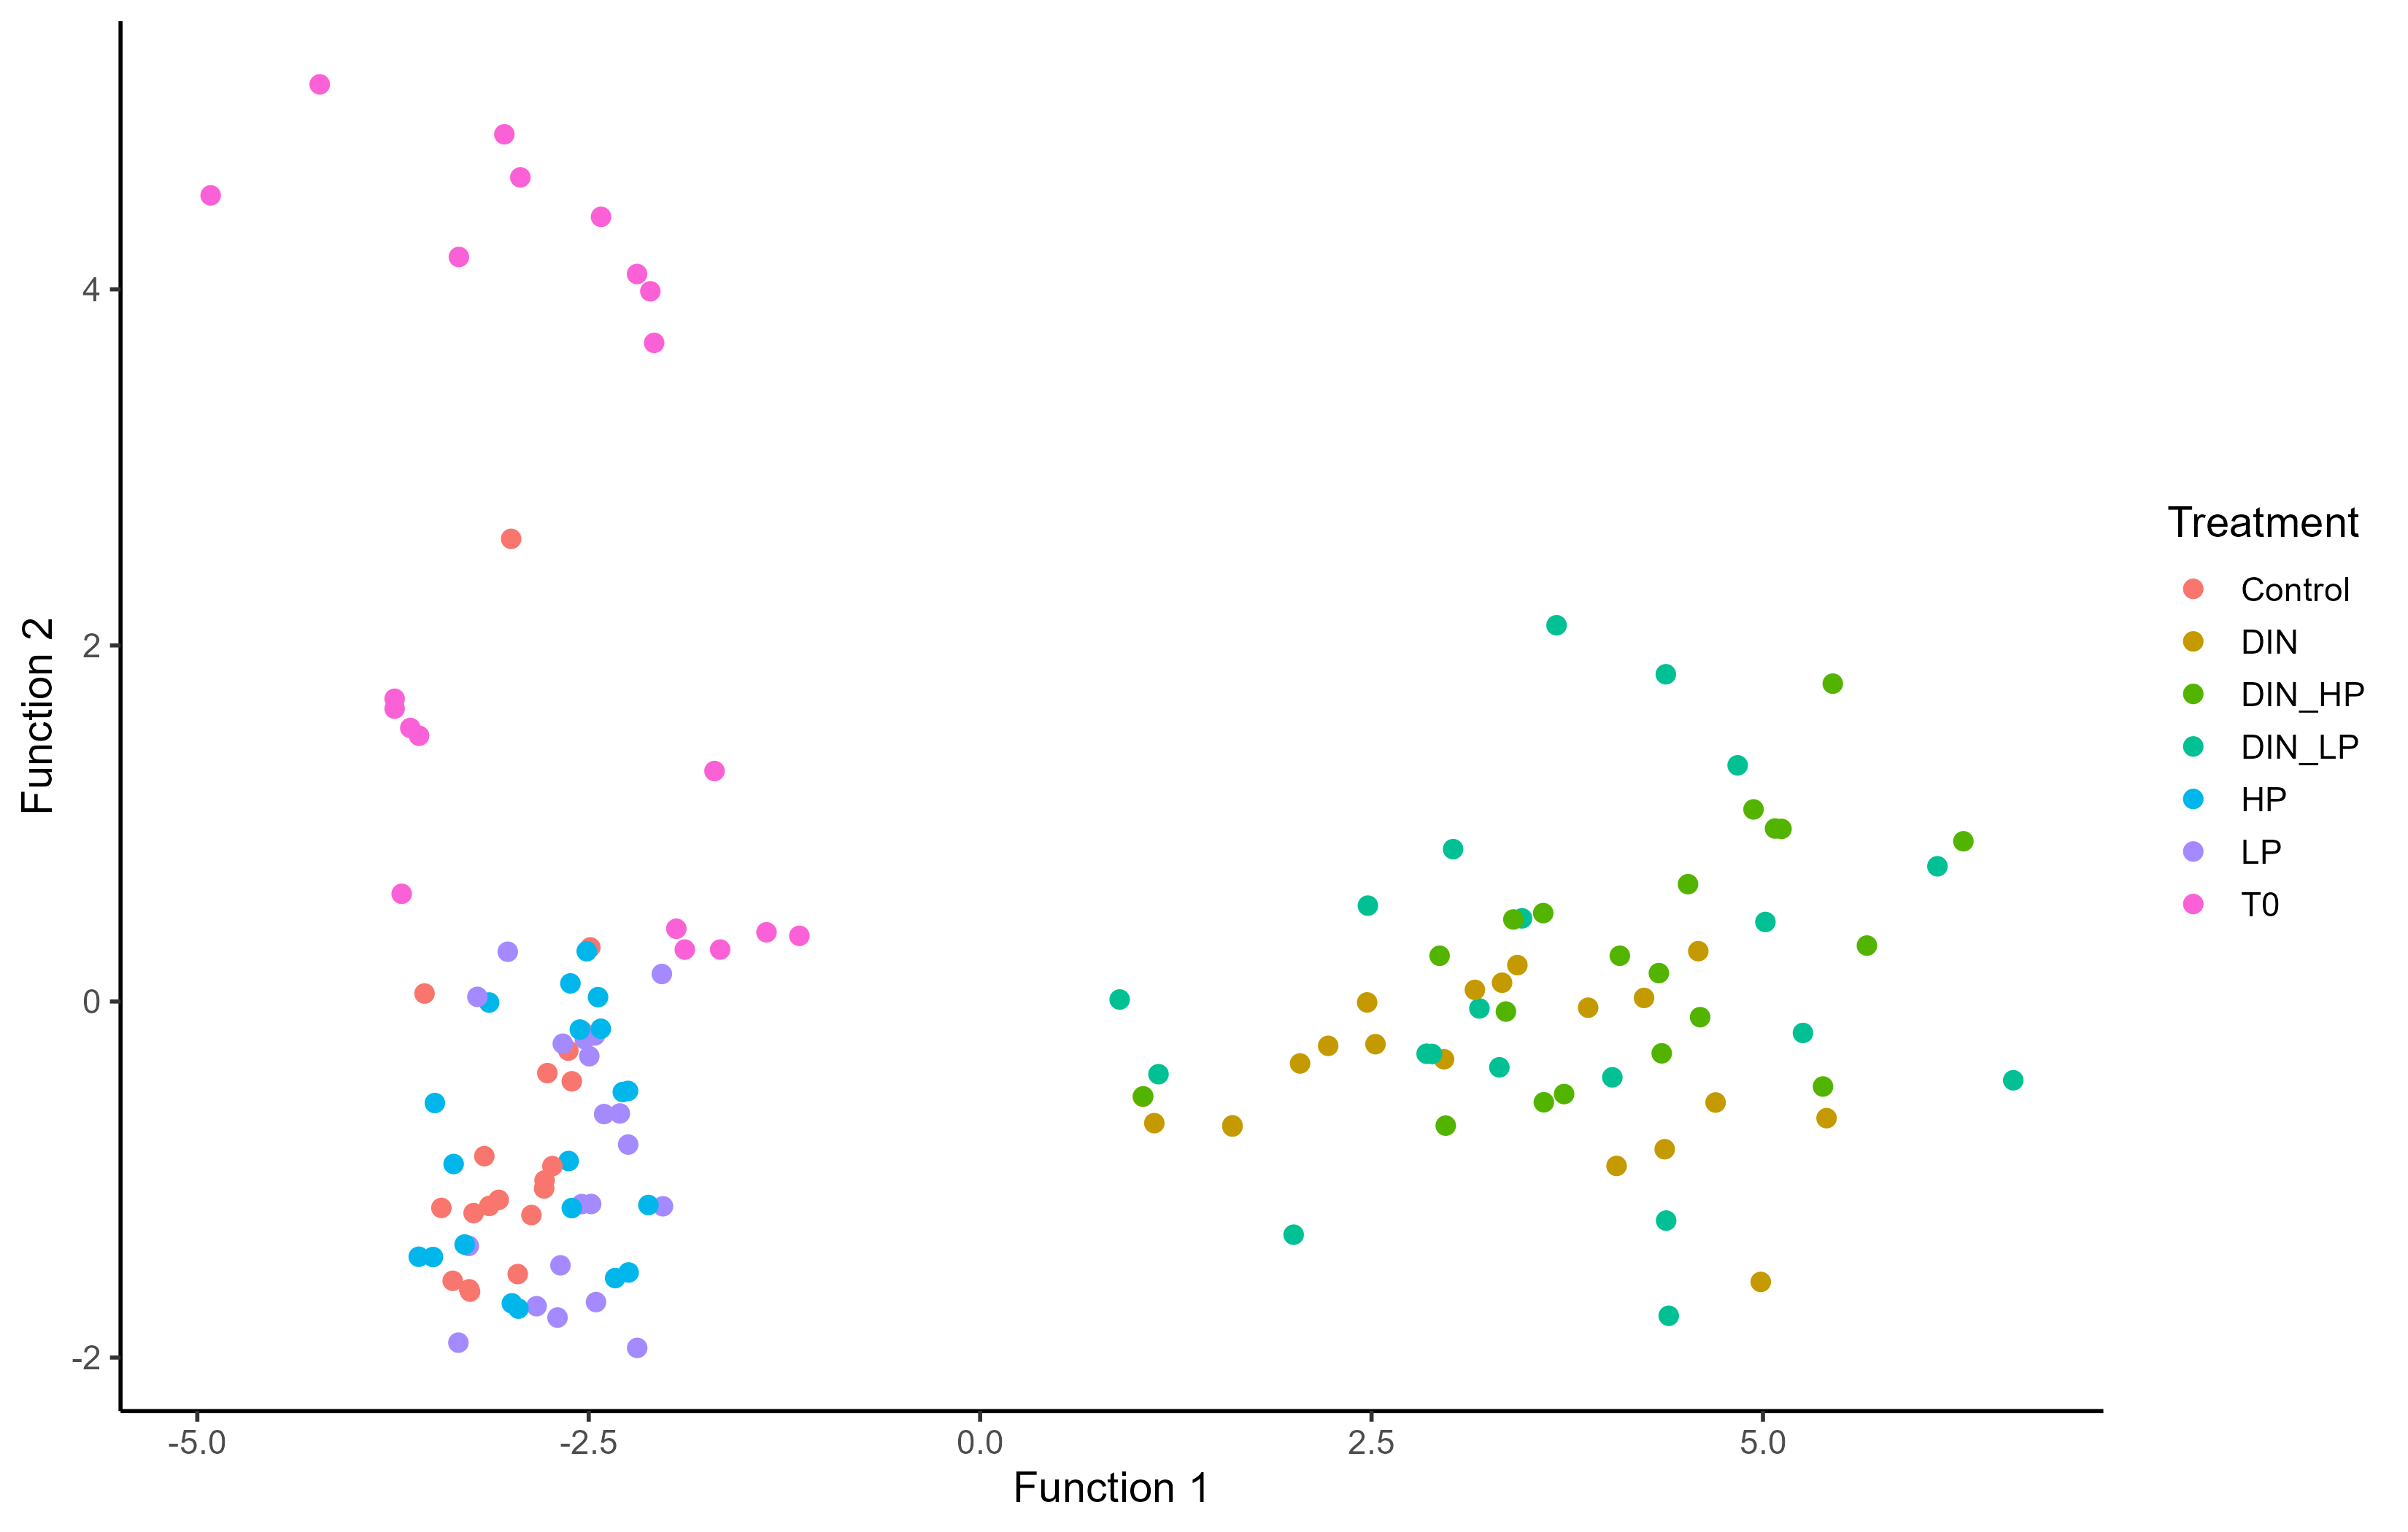 4
2
0
-2
Function 2
-5.0
-2.5
0.0
2.5
5.0
Function 1
Treatment
Control
DIN
DIN_HP
DIN_LP
HP
LP
T0